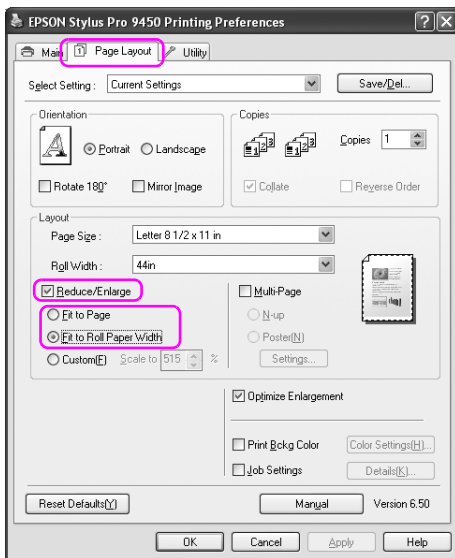 EPSON Stylus Pro 9450 Printing Preferences
Main
Page Layout
Utility
Select Setting :
Current Settings
Save/Del...
Orientation
Portrait
Landscape
Rotate 180°
Mirror Image
Copies
Copies
1
Collate
Reverse Order
Layout
Page Size :
Letter 8 1/2 x 11 in
Roll Width :
44in
Reduce/Enlarge
Fit to Page
Fit to Roll Paper Width
Custom(F)
Scale to
515
%
Multi-Page
N-up
Poster(N)
Settings...
Optimize Enlargement
Print Bckg Color
Color Settings(H)...
Job Settings
Details(K)...
Reset Defaults(Y)
Manual
Version 6.50
OK
Cancel
Apply
Help